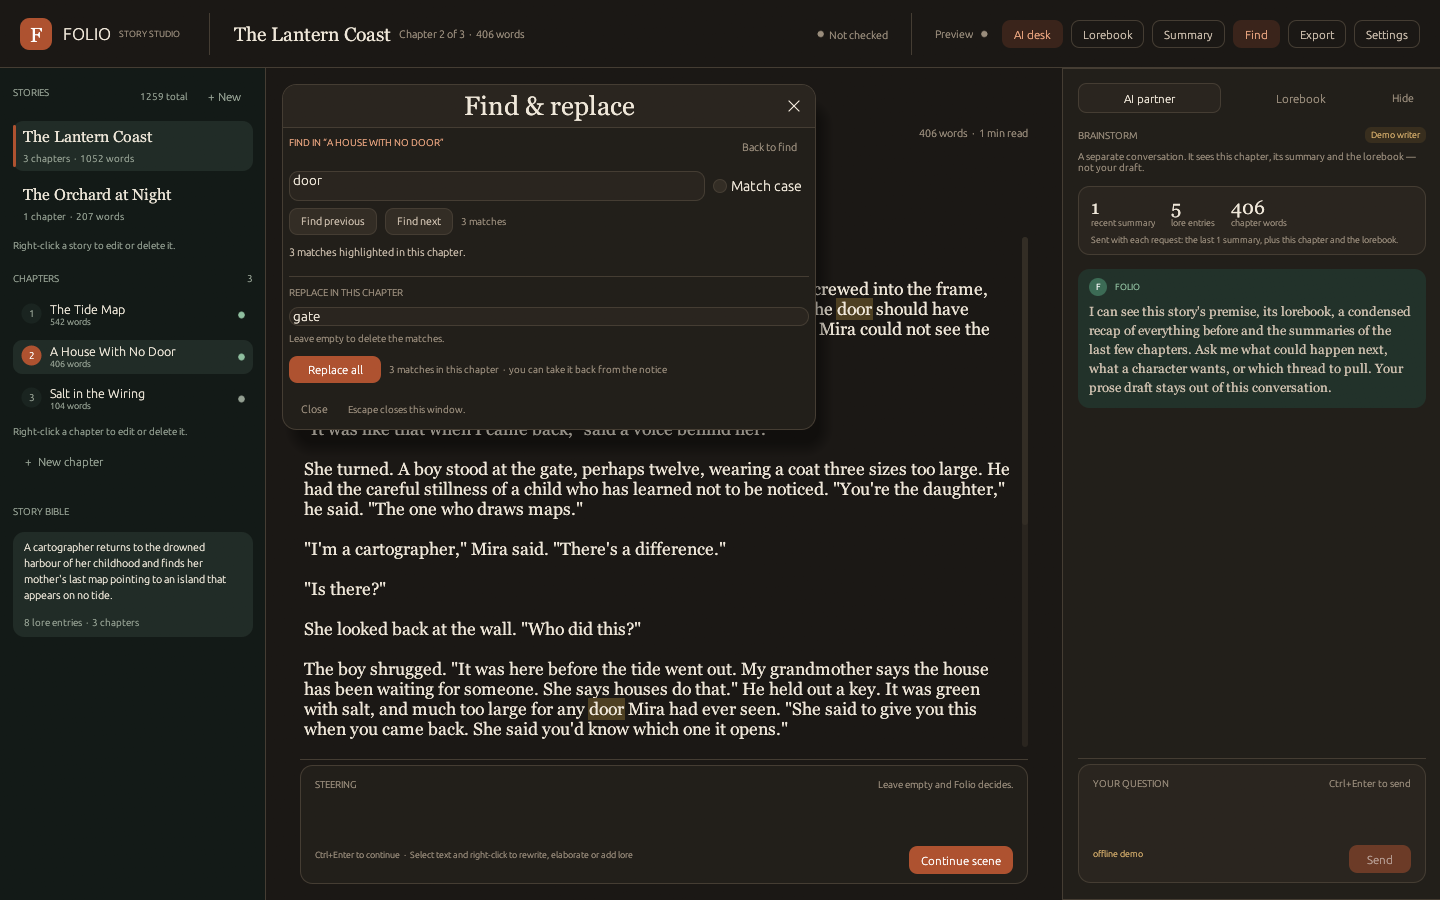 F FOLIO STORY STUDIO
The Lantern Coast Chapter 2 of 3 · 406 words
Not checked
Preview
AI desk
Lorebook
Summary
Find
Export
Settings
STORIES
1259 total
+ New
The Lantern Coast
3 chapters · 1052 words
The Orchard at Night
1 chapter · 207 words
Right-click a story to edit or delete it.
CHAPTERS 3
1 The Tide Map
542 words
2 A House With No Door
406 words
3 Salt in the Wiring
104 words
Right-click a chapter to edit or delete it.
+ New chapter
STORY BIBLE
A cartographer returns to the drowned
harbour of her childhood and finds her
mother's last map pointing to an island that
appears on no tide.
8 lore entries · 3 chapters
Find & replace
FIND IN "A HOUSE WITH NO DOOR"
Back to find
door
Match case
Find previous
Find next
3 matches
3 matches highlighted in this chapter.
REPLACE IN THIS CHAPTER
gate
Leave empty to delete the matches.
Replace all
3 matches in this chapter · you can take it back from the notice
Close
Escape closes this window.
406 words · 1 min read
crewed into the frame,
he door should have
Mira could not see the
"It was like that when I came back," said a voice behind her.
She turned. A boy stood at the gate, perhaps twelve, wearing a coat three sizes too large. He
had the careful stillness of a child who has learned not to be noticed. "You're the daughter,"
he said. "The one who draws maps."
"I'm a cartographer," Mira said. "There's a difference."
"Is there?"
She looked back at the wall. "Who did this?"
The boy shrugged. "It was here before the tide went out. My grandmother says the house
has been waiting for someone. She says houses do that." He held out a key. It was green
with salt, and much too large for any door Mira had ever seen. "She said to give you this
when you came back. She said you'd know which one it opens."
STEERING
Leave empty and Folio decides.
Ctrl+Enter to continue · Select text and right-click to rewrite, elaborate or add lore
Continue scene
AI partner
Lorebook
Hide
BRAINSTORM
Demo writer
A separate conversation. It sees this chapter, its summary and the lorebook —
not your draft.
1 5 406
recent summary lore entries chapter words
Sent with each request: the last 1 summary, plus this chapter and the lorebook.
F FOLIO
I can see this story's premise, its lorebook, a condensed
recap of everything before and the summaries of the
last few chapters. Ask me what could happen next,
what a character wants, or which thread to pull. Your
prose draft stays out of this conversation.
YOUR QUESTION
Ctrl+Enter to send
offline demo
Send